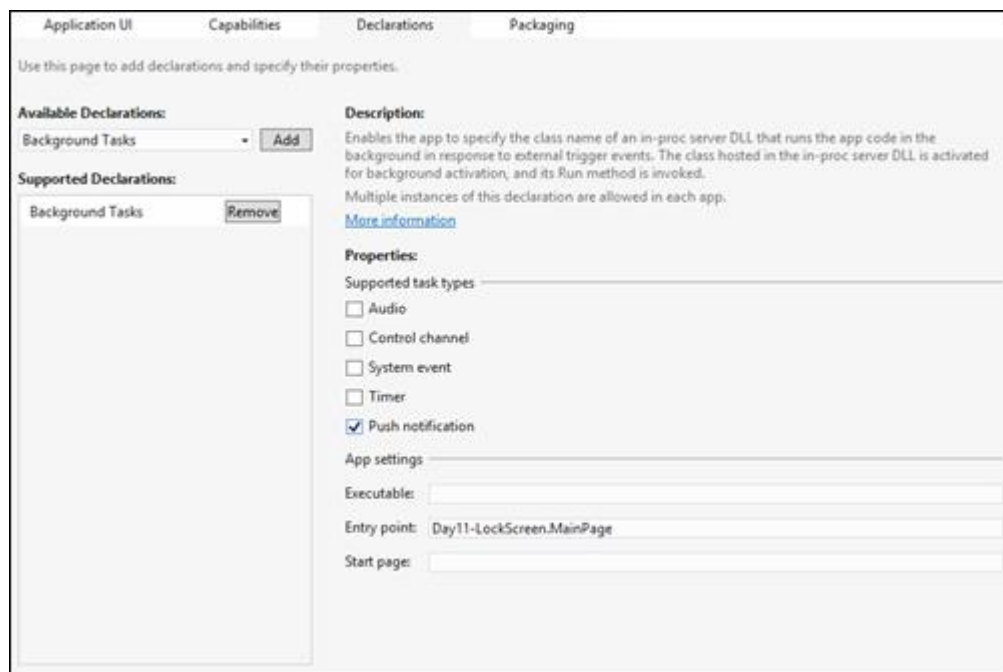 Application UI Capabilities Declarations Packaging
Use this page to add declarations and specify their properties.
Available Declarations:
Background Tasks Add
Supported Declarations:
Background Tasks Remove
Description:
Enables the app to specify the class name of an in-proc server DLL that runs the app code in the
background in response to external trigger events. The class hosted in the in-proc server DLL is activated
for background activation, and its Run method is invoked.
Multiple instances of this declaration are allowed in each app.
More information
Properties:
Supported task types
Audio
Control channel
System event
Timer
Push notification
App settings
Executable:
Entry point: Day11-LockScreen.MainPage
Start page: